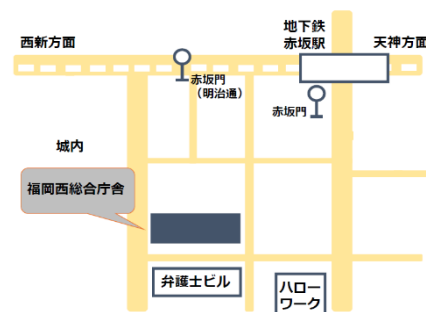 地下鉄
赤坂駅
西新方面
天神方面
赤坂門
（明治通）
赤坂門
城内
福岡西総合庁舎
弁護士ビル
ハロー
ワーク